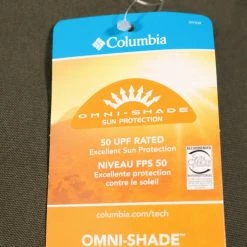 Columbia
OMNI-SHADE
SUN PROTECTION
50 UPF RATED
Excellent Sun Protection
NIVEAU FPS 50
Excellente protection
contre le soleil
columbia.com/tech
OMNI-SHADE™